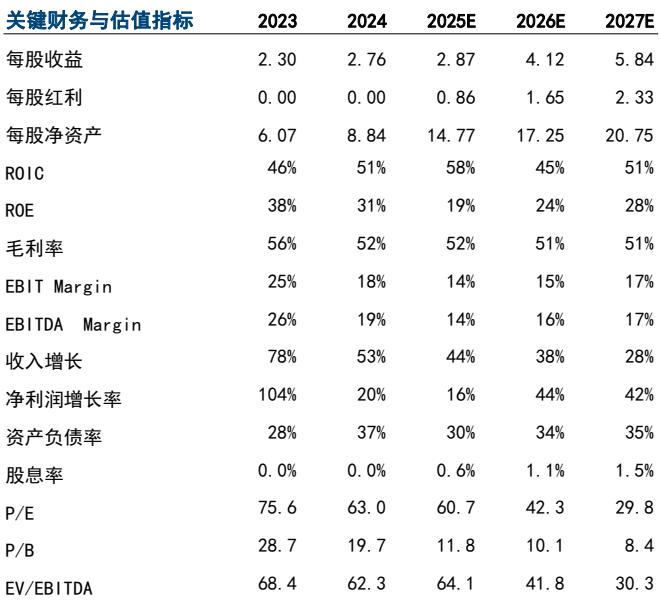 关键财务与估值指标 2023 2024 2025E 2026E 2027E
每股收益 2.30 2.76 2.87 4.12 5.84
每股红利 0.00 0.00 0.86 1.65 2.33
每股净资产 6.07 8.84 14.77 17.25 20.75
ROIC 46% 51% 58% 45% 51%
ROE 38% 31% 19% 24% 28%
毛利率 56% 52% 52% 51% 51%
EBIT Margin 25% 18% 14% 15% 17%
EBITDA Margin 26% 19% 14% 16% 17%
收入增长 78% 53% 44% 38% 28%
净利润增长率 104% 20% 16% 44% 42%
资产负债率 28% 37% 30% 34% 35%
股息率 0.0% 0.0% 0.6% 1.1% 1.5%
P/E 75.6 63.0 60.7 42.3 29.8
P/B 28.7 19.7 11.8 10.1 8.4
EV/EBITDA 68.4 62.3 64.1 41.8 30.3